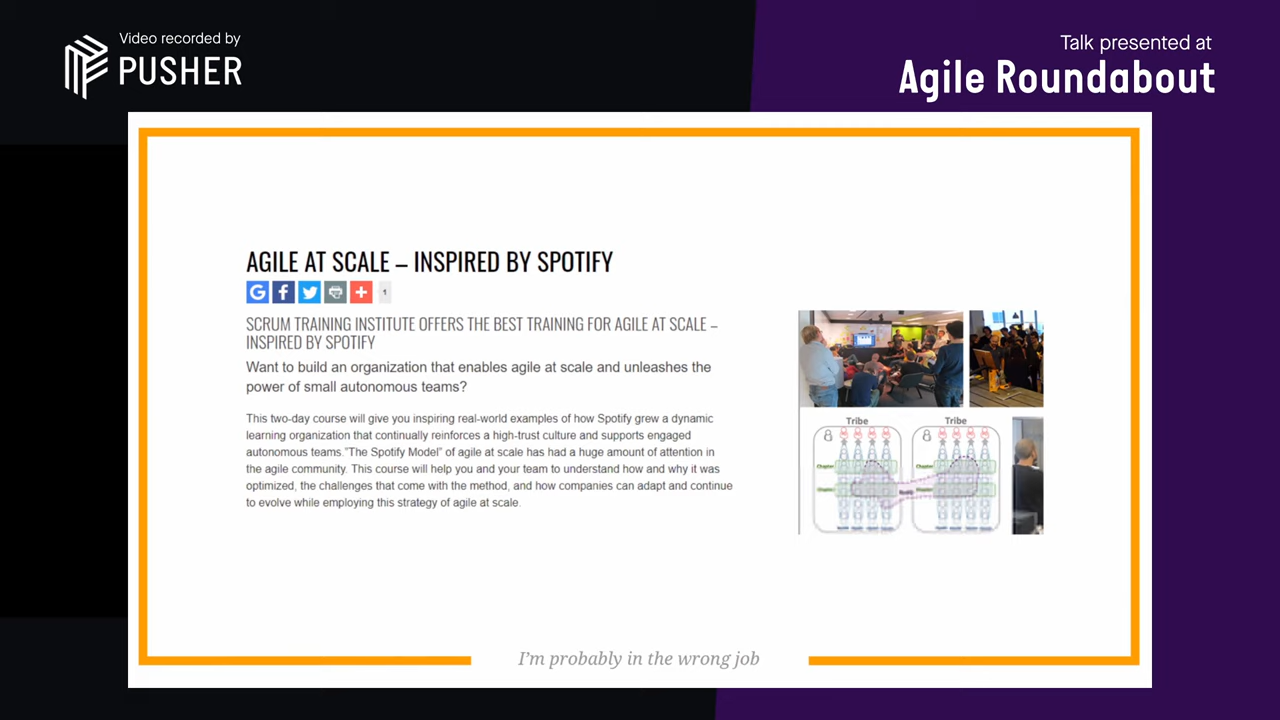 Video recorded by
PUSHER
Talk presented at
Agile Roundabout
AGILE AT SCALE – INSPIRED BY SPOTIFY
1
SCRUM TRAINING INSTITUTE OFFERS THE BEST TRAINING FOR AGILE AT SCALE –
INSPIRED BY SPOTIFY
Want to build an organization that enables agile at scale and unleashes the
power of small autonomous teams?
This two-day course will give you inspiring real-world examples of how Spotify grew a dynamic
learning organization that continually reinforces a high-trust culture and supports engaged
autonomous teams."The Spotify Model" of agile at scale has had a huge amount of attention in
the agile community. This course will help you and your team to understand how and why it was
optimized, the challenges that come with the method, and how companies can adapt and continue
to evolve while employing this strategy of agile at scale.
Tribe Tribe
Chapter Chapter
Chapter Chapter
I'm probably in the wrong job